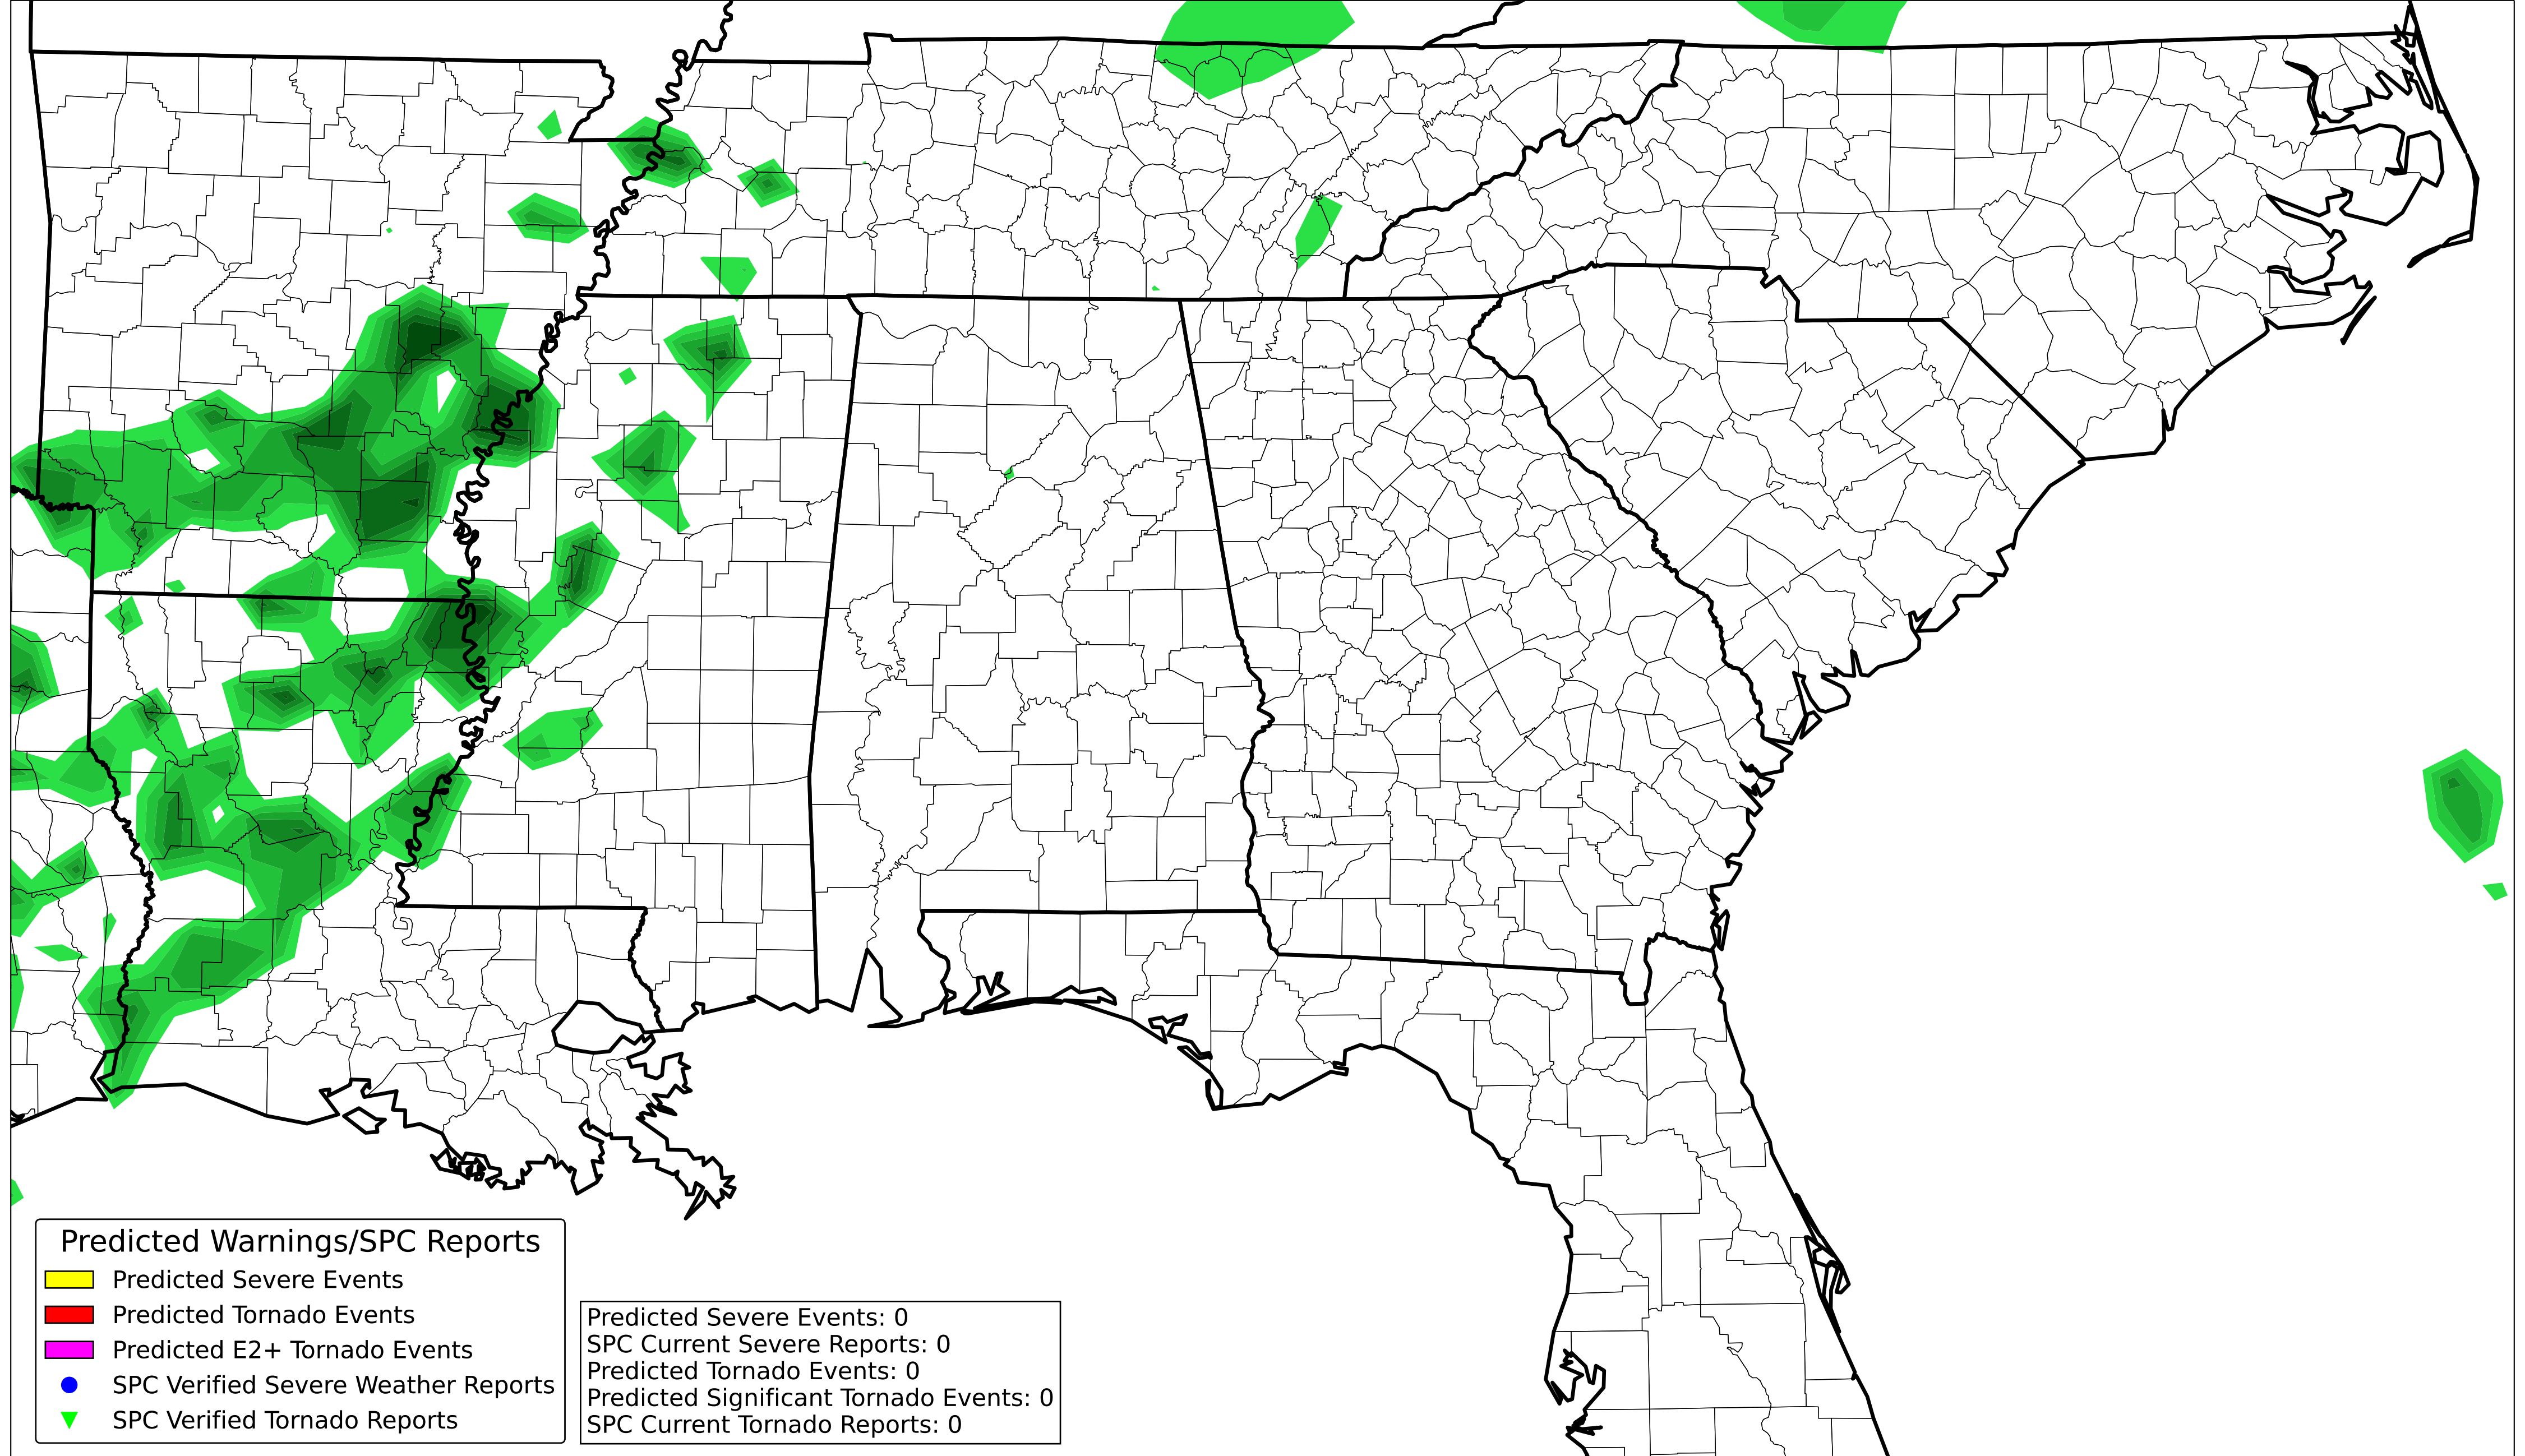 Predicted Warnings/SPC Reports
Predicted Severe Events
Predicted Tornado Events
Predicted E2+ Tornado Events
SPC Verified Severe Weather Reports
SPC Verified Tornado Reports
Predicted Severe Events: 0
SPC Current Severe Reports: 0
Predicted Tornado Events: 0
Predicted Significant Tornado Events: 0
SPC Current Tornado Reports: 0